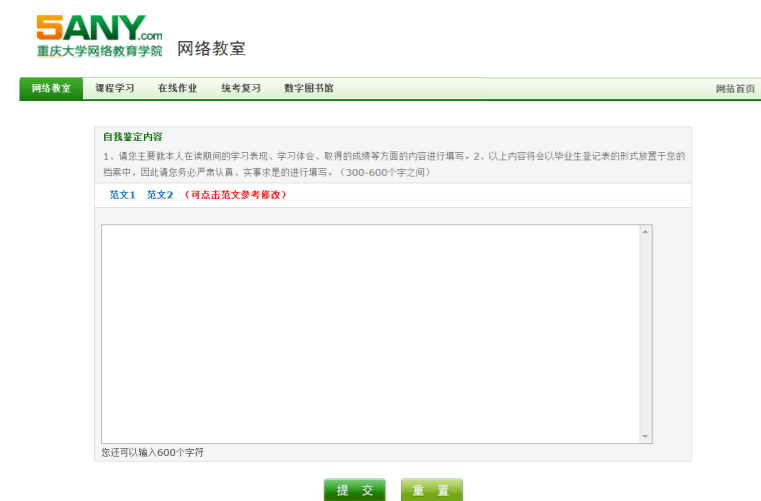 5ANY.com
重庆大学网络教育学院 网络教室
网络教室 课程学习 在线作业 统考复习 数字图书馆 网站首页
自我鉴定内容
1、请您主要就本人在读期间的学习表现、学习体会、取得的成绩等方面的内容进行填写。2、以上内容将会以毕业生登记表的形式放置于您的
档案中，因此请您务必严肃认真、实事求是的进行填写。（300-600个字之间）
范文1 范文2 （可点击范文参考修改）
您还可以输入600个字符
提 交 重 置